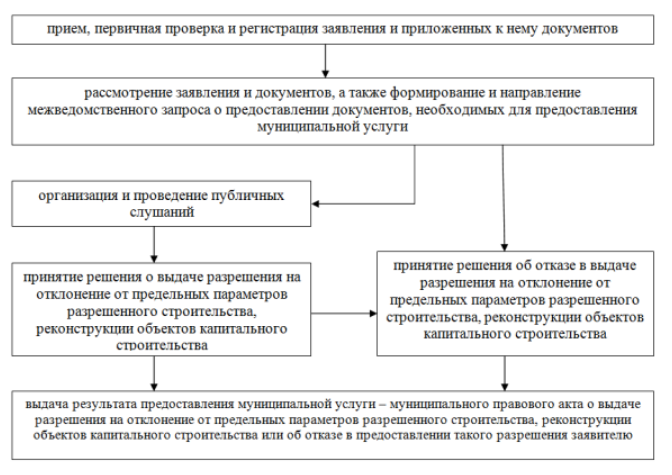 прием, первичная проверка и регистрация заявления и приложенных к нему документов
рассмотрение заявления и документов, а также формирование и направление
межведомственного запроса о предоставлении документов, необходимых для предоставления
муниципальной услуги
организация и проведение публичных
слушаний
принятие решения о выдаче разрешения на
отклонение от предельных параметров
разрешенного строительства,
реконструкции объектов капитального
строительства
принятие решения об отказе в выдаче
разрешения на отклонение от
предельных параметров разрешенного
строительства, реконструкции объектов
капитального строительства
выдача результата предоставления муниципальной услуги – муниципального правового акта о выдаче
разрешения на отклонение от предельных параметров разрешенного строительства, реконструкции
объектов капитального строительства или об отказе в предоставлении такого разрешения заявителю